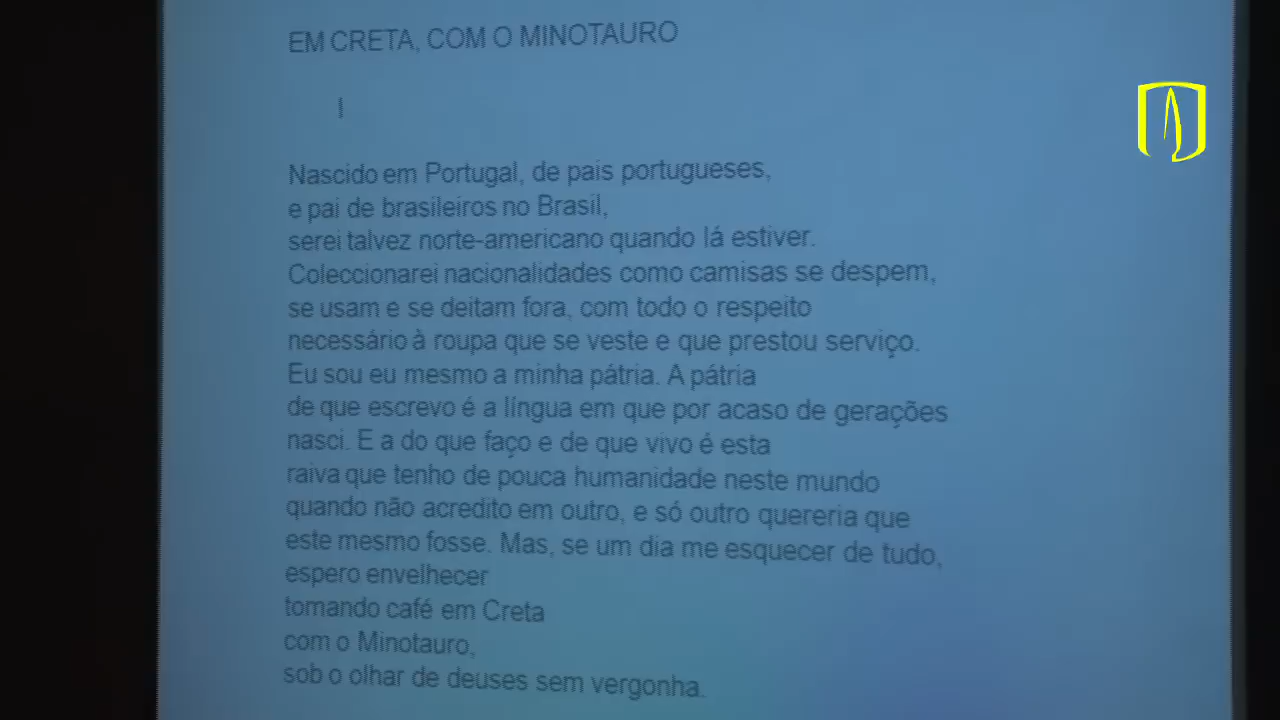 EM CRETA, COM O MINOTAURO
I
Nascido em Portugal, de pais portugueses,
e pai de brasileiros no Brasil,
serei talvez norte-americano quando lá estiver.
Coleccionarei nacionalidades como camisas se despem,
se usam e se deitam fora, com todo o respeito
necessário à roupa que se veste e que prestou serviço.
Eu sou eu mesmo a minha pátria. A pátria
de que escrevo é a língua em que por acaso de gerações
nasci. E a do que faço e de que vivo é esta
raiva que tenho de pouca humanidade neste mundo
quando não acredito em outro, e só outro quereria que
este mesmo fosse. Mas, se um dia me esquecer de tudo,
espero envelhecer
tomando café em Creta
com o Minotauro,
sob o olhar de deuses sem vergonha.